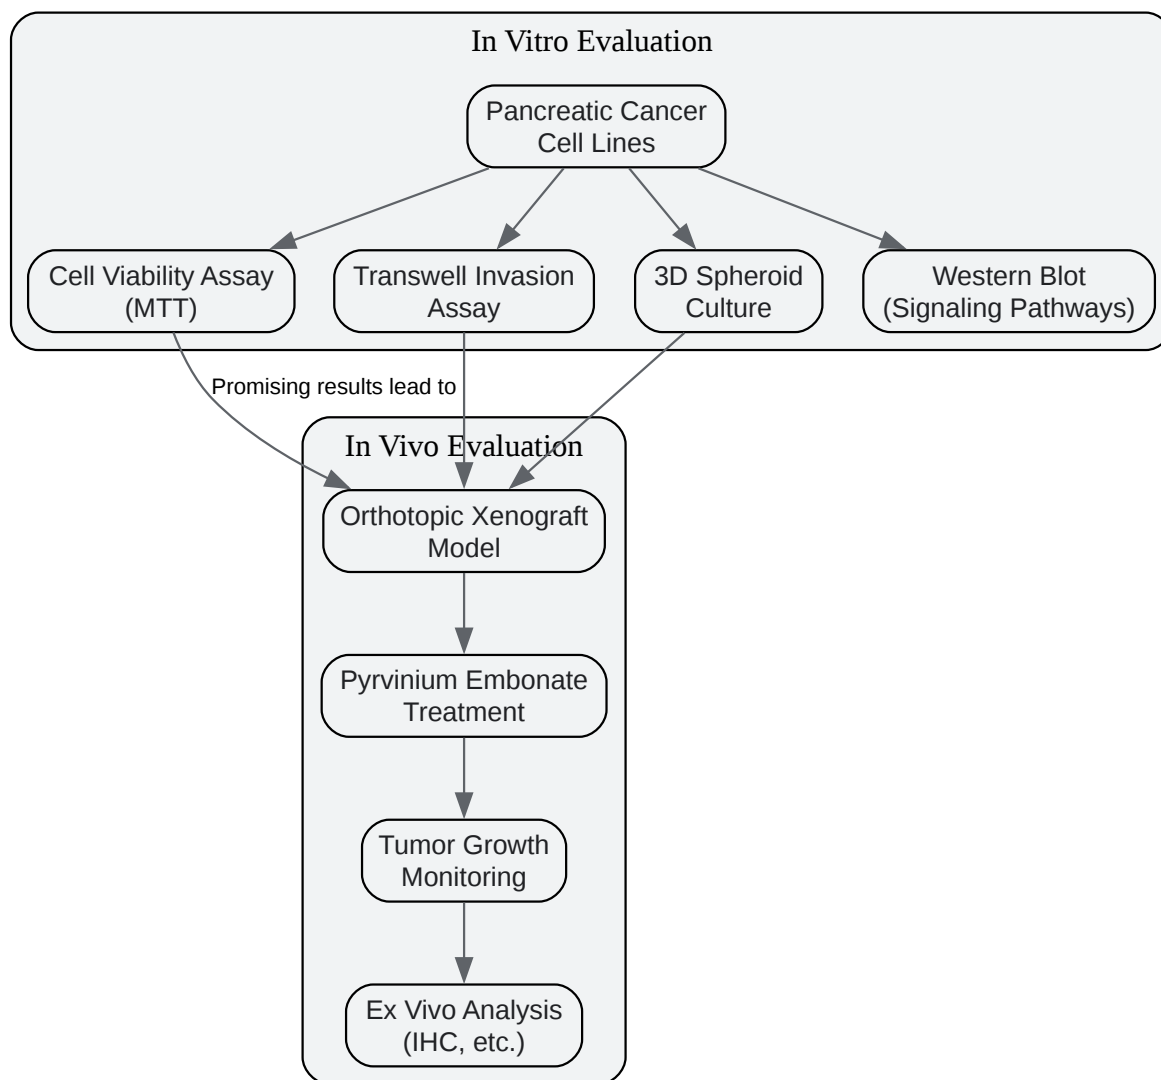 In Vitro Evaluation
Pancreatic Cancer
Cell Lines
Cell Viability Assay
(MTT)
Transwell Invasion
Assay
3D Spheroid
Culture
Western Blot
(Signaling Pathways)
Promising results lead to
In Vivo Evaluation
Orthotopic Xenograft
Model
Pyrvinium Embonate
Treatment
Tumor Growth
Monitoring
Ex Vivo Analysis
(IHC, etc.)